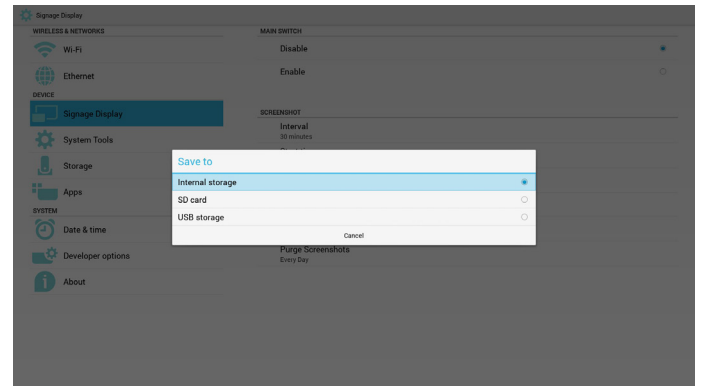 Signage Display
WIRELESS & NETWORKS
Wi-Fi
Ethernet
DEVICE
Signage Display
System Tools
Storage
Apps
SYSTEM
Date & time
Developer options
About
MAIN SWITCH
Disable
Enable
SCREENSHOT
Interval
30 minutes
Save to
Internal storage
SD card
USB storage
Cancel
Purge Screenshots
Every Day